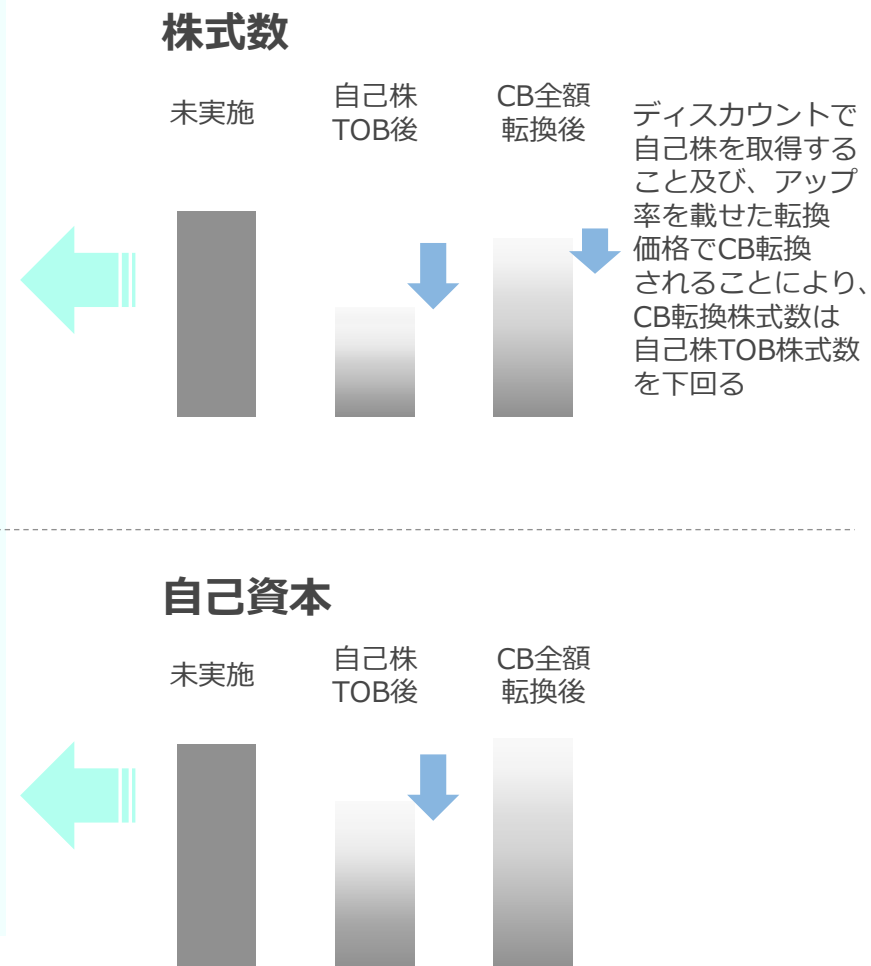 株式数
未実施
自己株
TOB後
CB全額
転換後
ディスカウントで
自己株を取得する
こと及び、アップ
率を載せた転換
価格でCB転換
されることにより、
CB転換株式数は
自己株TOB株式数
を下回る
自己資本
未実施
自己株
TOB後
CB全額
転換後